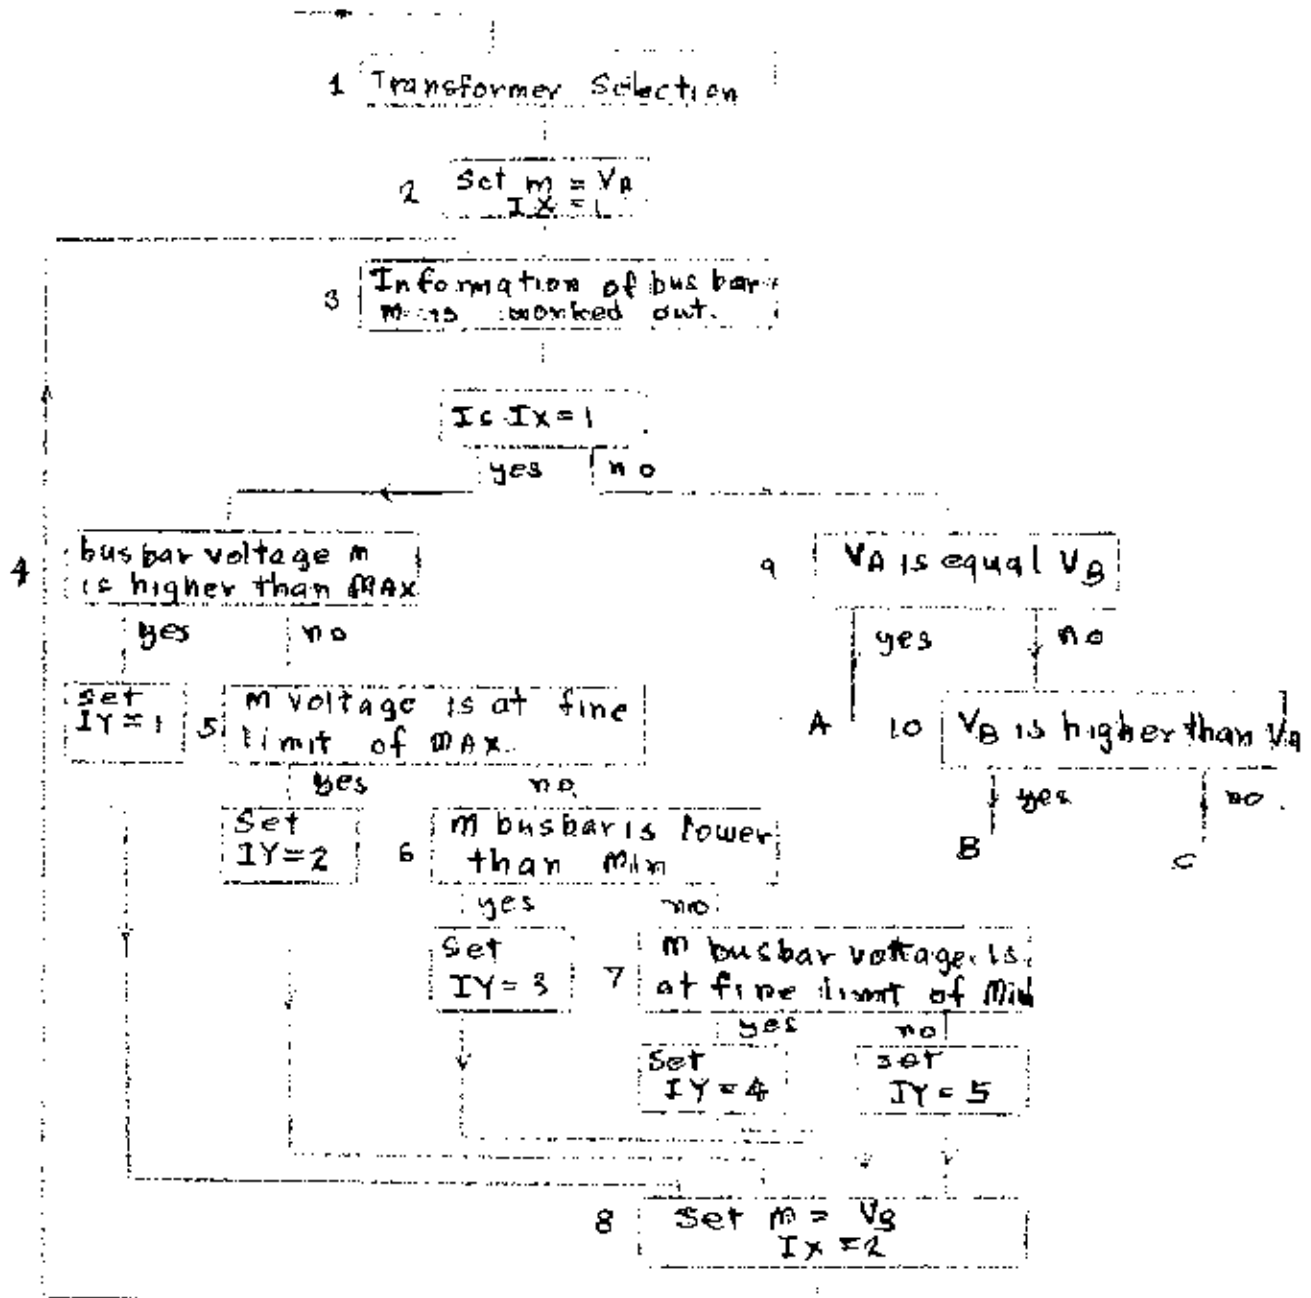 1 Transformer Selection
2 Set m = VA
IX = 1
3 Information of bus bar
m is worked out.
Is IX = 1
yes no
4 bus bar voltage m
is higher than MAX
yes no
9 VA is equal VB
yes no
Set
IY = 1
5 m voltage is at fine
limit of MAX.
yes no
A
10 VB is higher than VA
yes no
B C
Set
IY = 2
6 m busbar is lower
than Min
yes no
Set
IY = 3
7 m busbar voltage is
at fine limit of Min
yes no
Set
IY = 4
set
IY = 5
8 Set m = VB
IX = 2